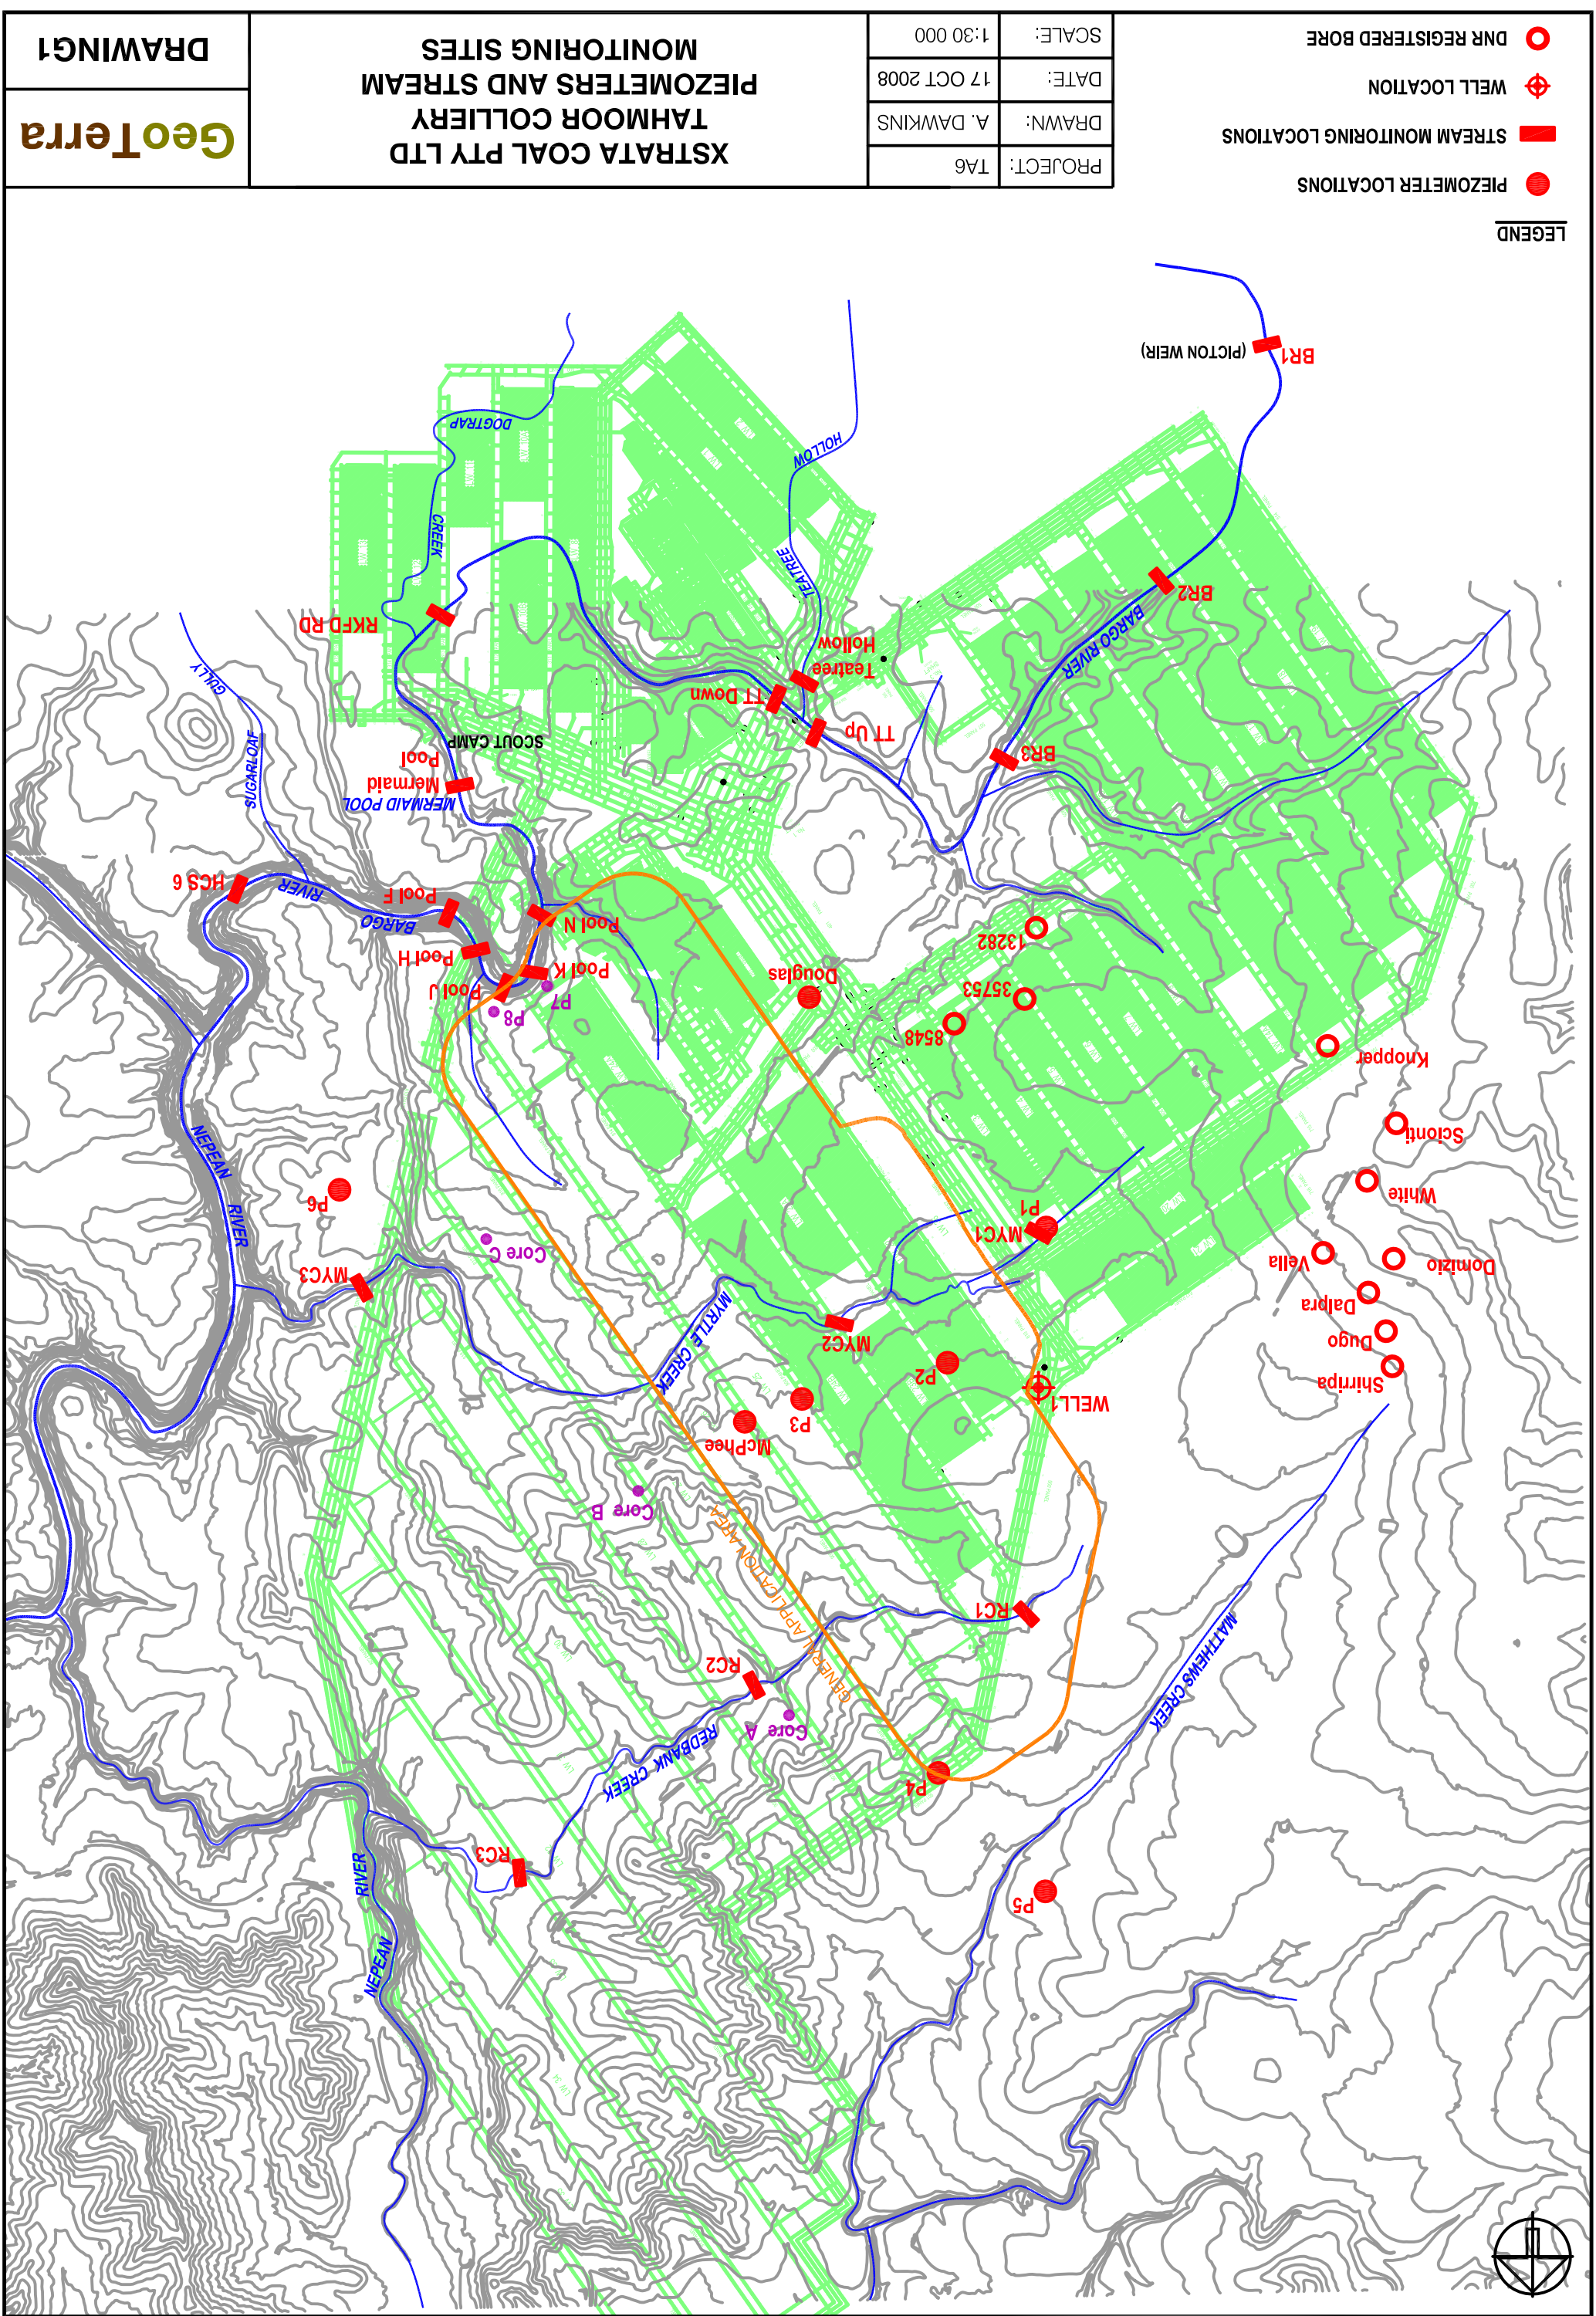 NEPEAN
RIVER
RC3
P5
P4
REDBANK CREEK
Core A
RC2
MATTHEWS CREEK
GENERAL APPLICATION AREA
RC1
Core B
McPhee
P3
P2
WELL1
Shirripa
Dugo
Dalpra
Domizio
Vella
White
Scionti
Knopper
MYC2
MYRTLE CREEK
MYC1
P1
MYC3
Core C
P6
NEPEAN
RIVER
8548
35753
13282
Douglas
P8
P7
Pool J
Pool K
Pool H
Pool N
Pool F
BARGO
RIVER
HCS 6
SUGARLOAF
GULLY
MERMAID POOL
Mermaid
Pool
SCOUT CAMP
BR3
TT Up
TT Down
Teatree
Hollow
BARGO RIVER
BR2
RKFD RD
TEATREE
HOLLOW
CREEK
DOGTRAP
BR1
(PICTON WEIR)
LEGEND
PIEZOMETER LOCATIONS
STREAM MONITORING LOCATIONS
WELL LOCATION
DNR REGISTERED BORE
PROJECT: TA6
DRAWN: A. DAWKINS
DATE: 17 OCT 2008
SCALE: 1:30 000
XSTRATA COAL PTY LTD
TAHMOOR COLLIERY
PIEZOMETERS AND STREAM
MONITORING SITES
GeoTerra
DRAWING1